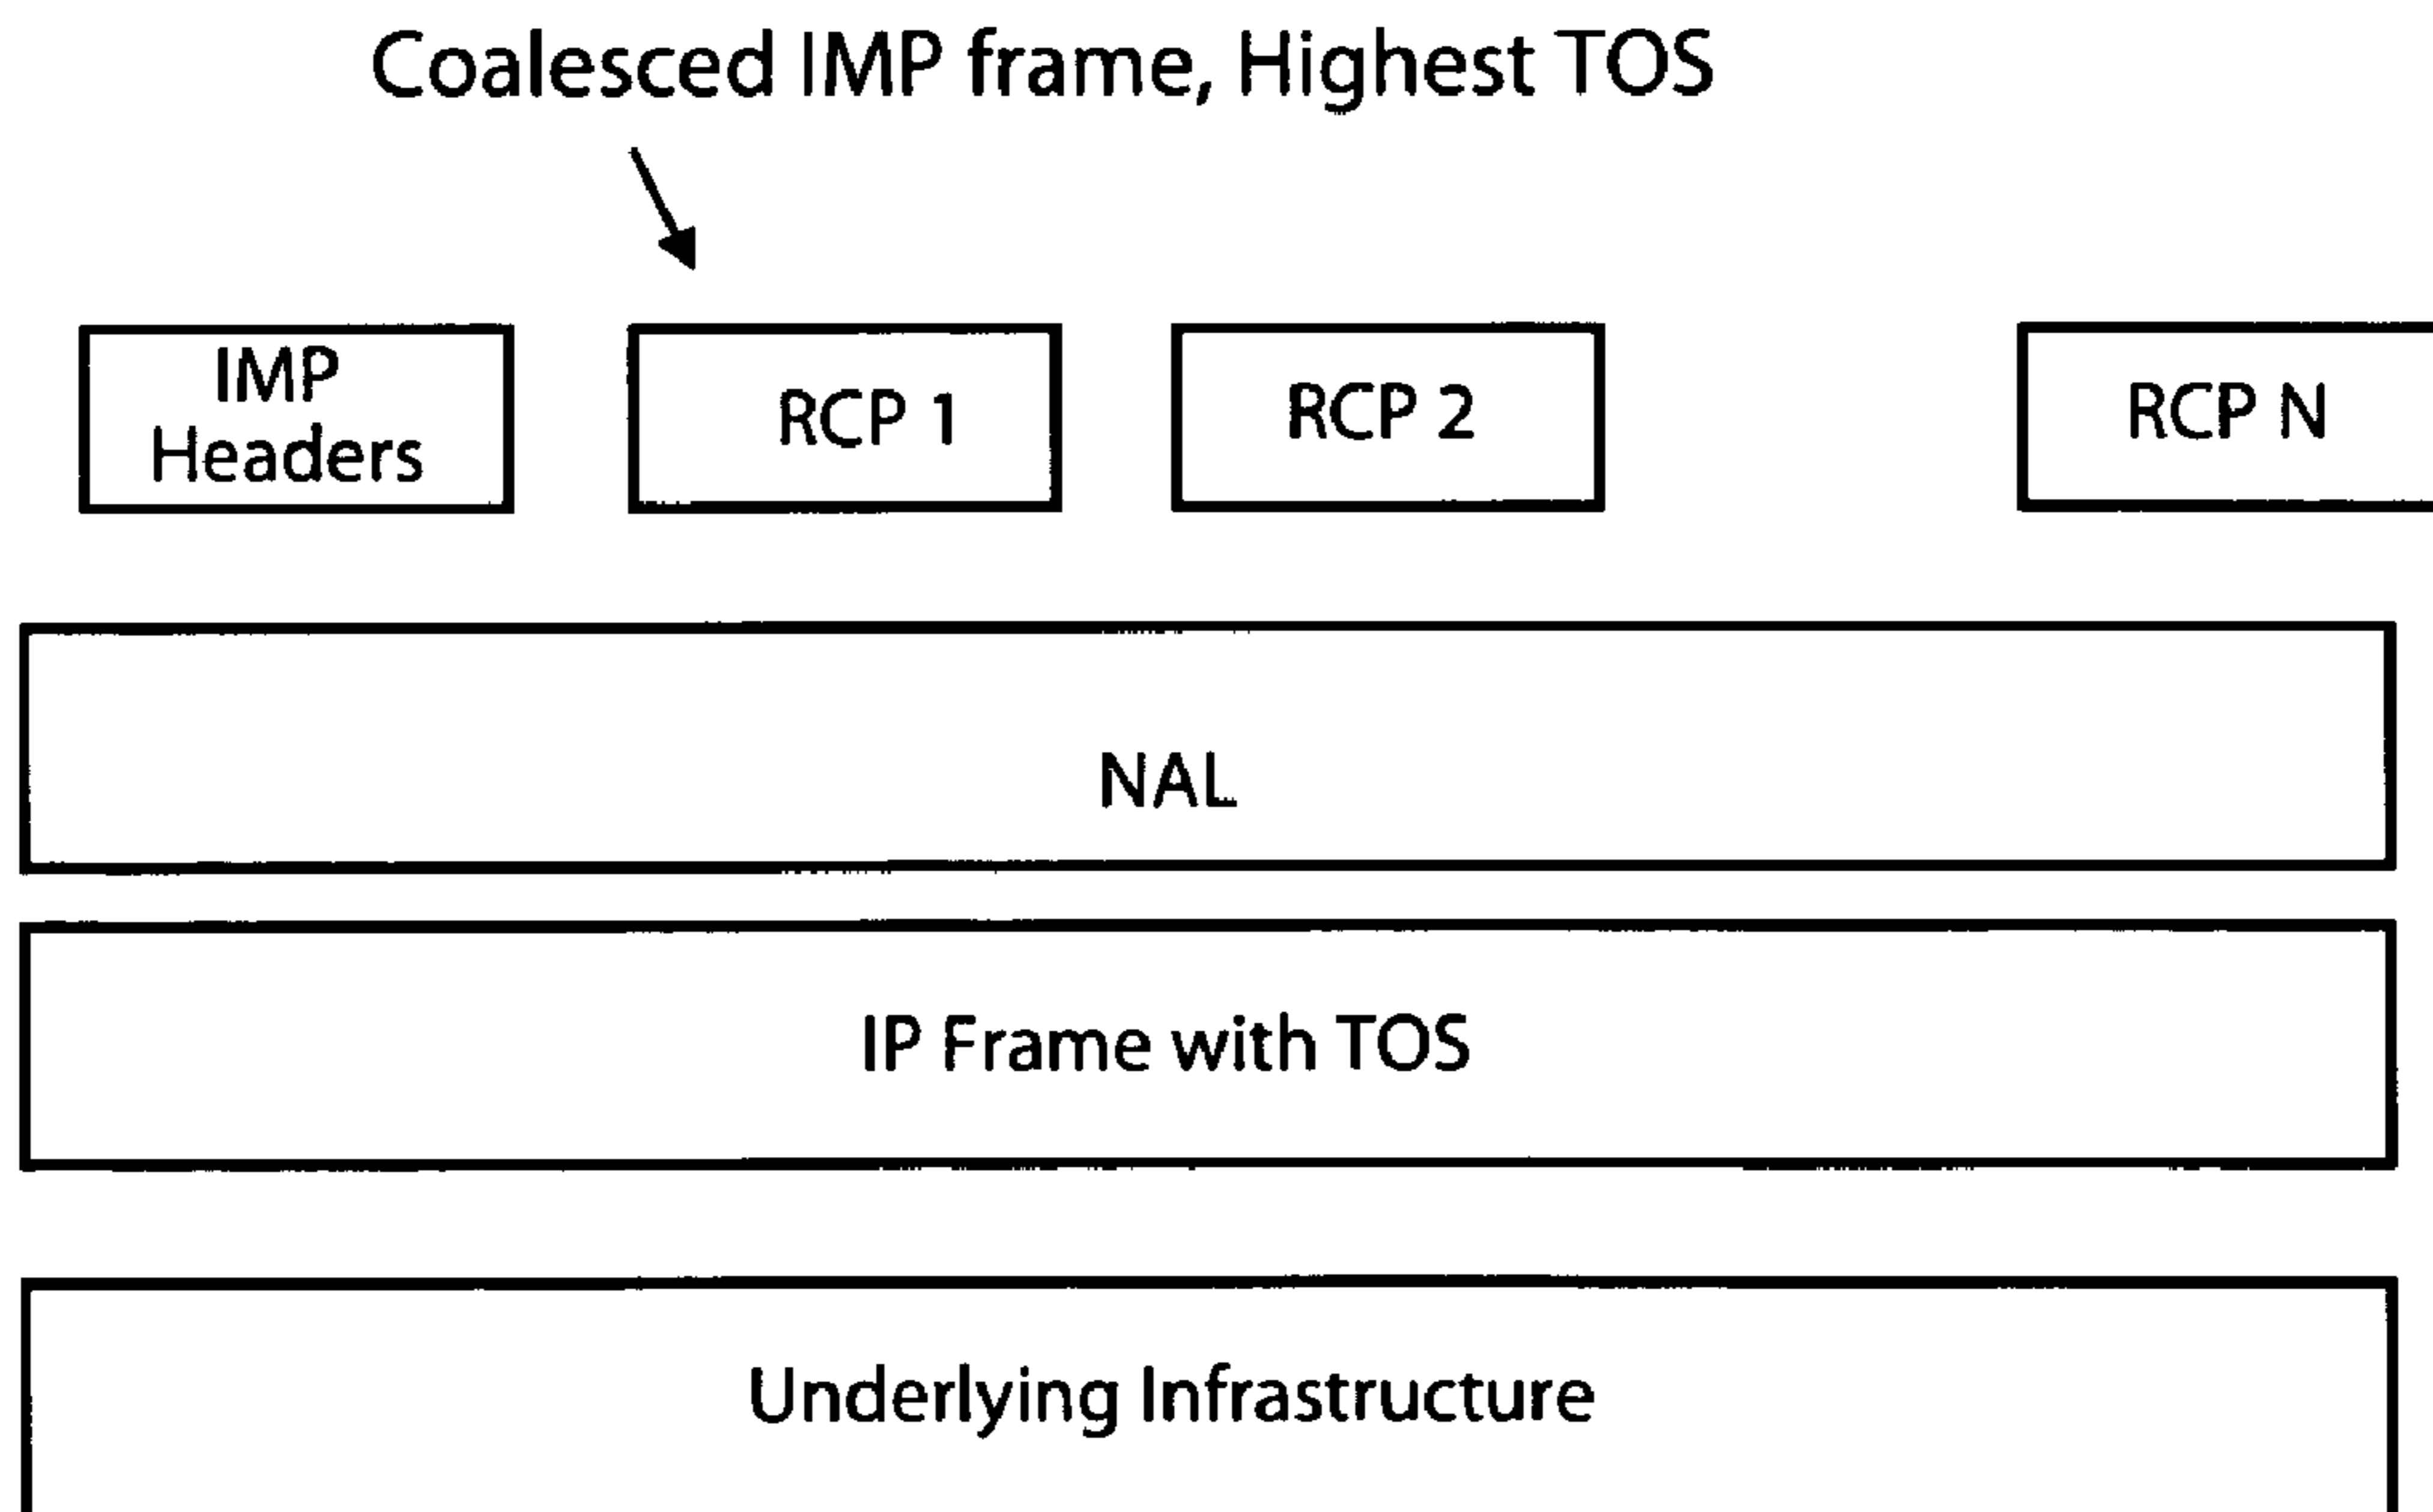 Coalesced IMP frame, Highest TOS
IMP
Headers
RCP 1
RCP 2
RCP N
NAL
IP Frame with TOS
Underlying Infrastructure